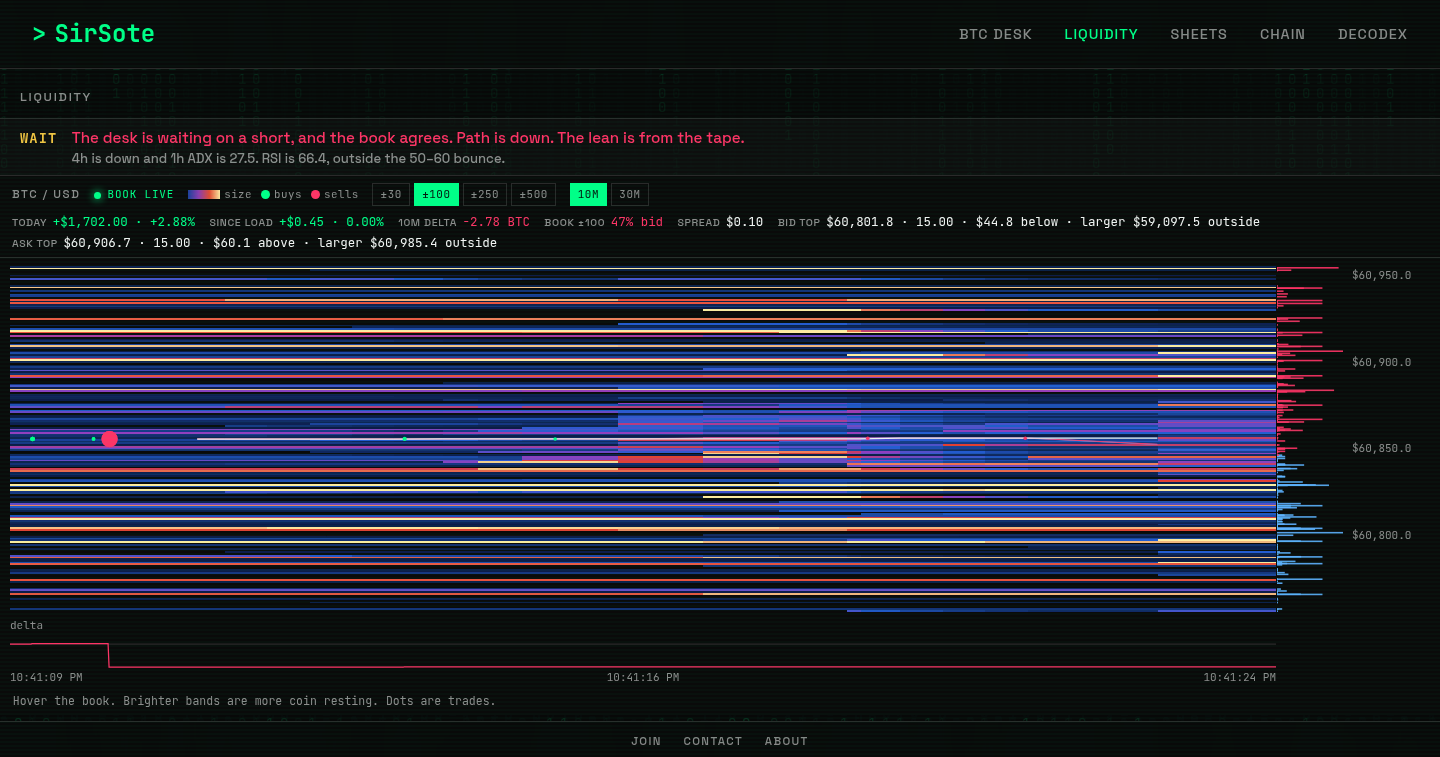 > SirSote
BTC DESK LIQUIDITY SHEETS CHAIN DECODEX
LIQUIDITY
WAIT The desk is waiting on a short, and the book agrees. Path is down. The lean is from the tape.
4h is down and 1h ADX is 27.5. RSI is 66.4, outside the 50–60 bounce.
BTC / USD BOOK LIVE size buys sells ±30 ±100 ±250 ±500 10M 30M
TODAY +$1,702.00 · +2.88% SINCE LOAD +$0.45 · 0.00% 10M DELTA -2.78 BTC BOOK ±100 47% bid SPREAD $0.10 BID TOP $60,801.8 · 15.00 · $44.8 below · larger $59,097.5 outside
ASK TOP $60,906.7 · 15.00 · $60.1 above · larger $60,985.4 outside
$60,950.0
$60,900.0
$60,850.0
$60,800.0
delta
10:41:09 PM 10:41:16 PM 10:41:24 PM
Hover the book. Brighter bands are more coin resting. Dots are trades.
JOIN CONTACT ABOUT